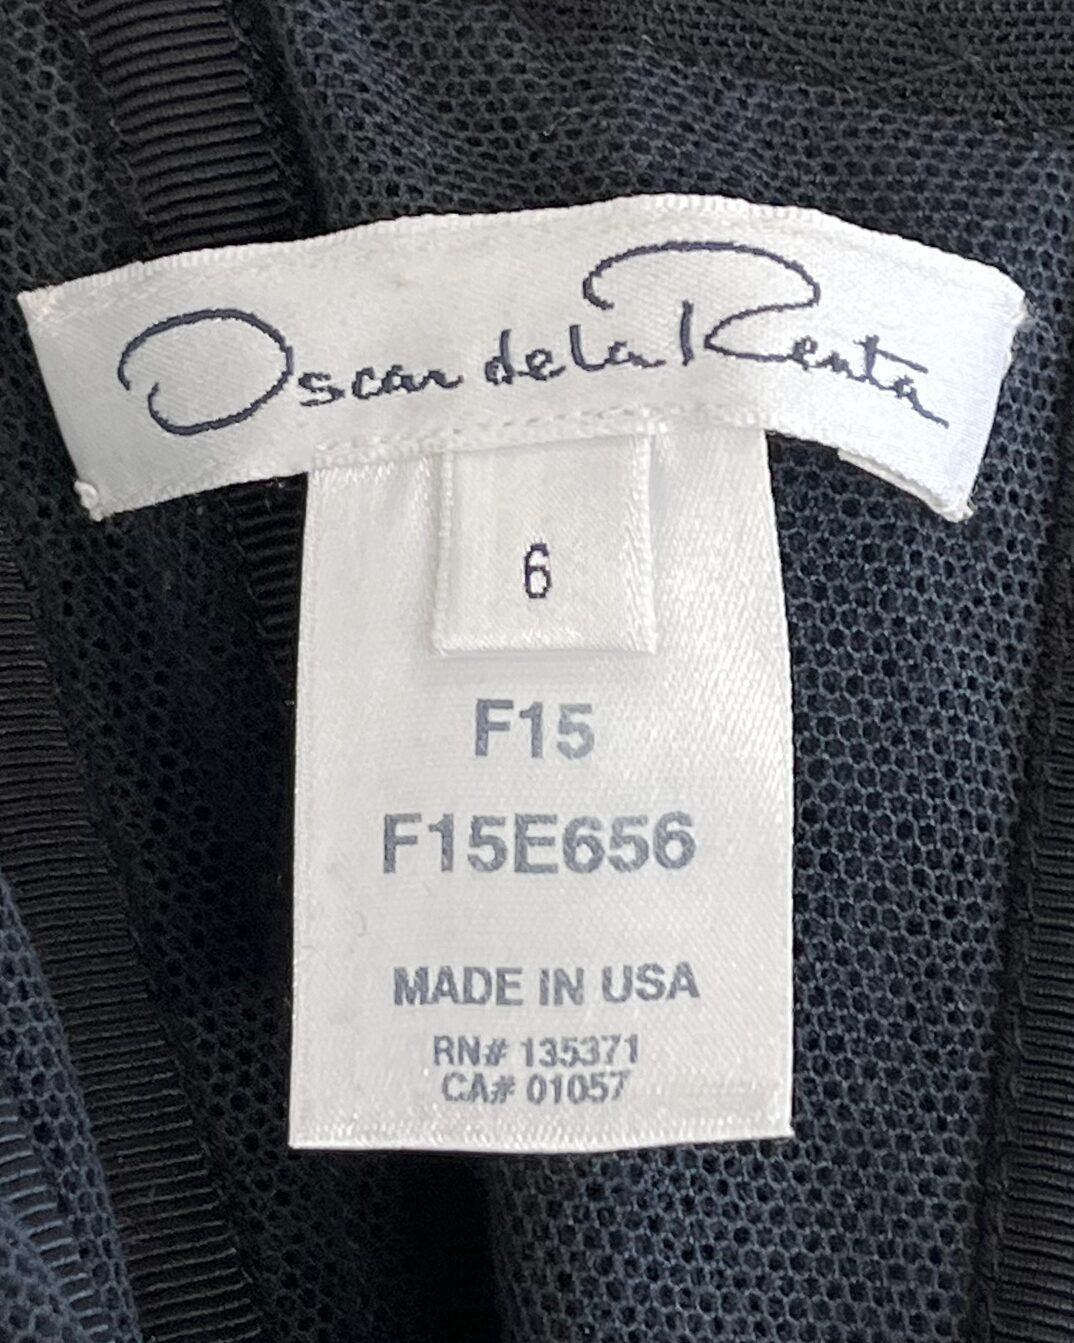 Oscar de la Renta
6
F15
F15E656
MADE IN USA
RN# 135371
CA# 01057